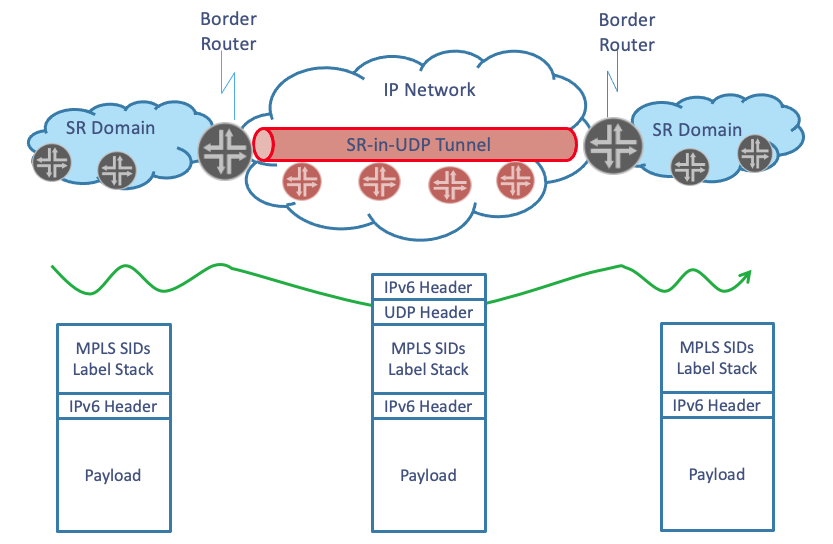 Border
Router
Border
Router
IP Network
SR Domain
SR-in-UDP Tunnel
SR Domain
IPv6 Header
UDP Header
MPLS SIDs
Label Stack
IPv6 Header
Payload
MPLS SIDs
Label Stack
IPv6 Header
Payload
MPLS SIDs
Label Stack
IPv6 Header
Payload